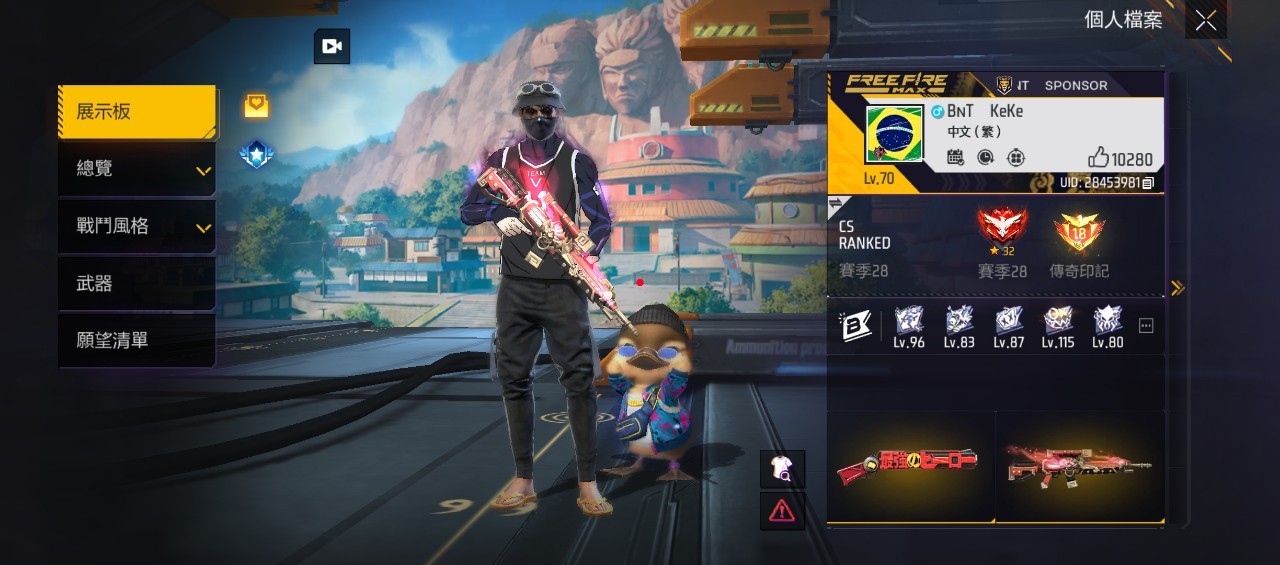 個人檔案
展示板
總覽
戰鬥風格
武器
願望清單
TEAM
V
FREE FIRE
MAX
NT SPONSOR
BNT KeKe
中文(繁)
10280
Lv.70
UID:28453981
CS
RANKED
賽季28
32
賽季28
18
傳奇印記
Lv.96 Lv.83 Lv.87 Lv.115 Lv.80
最強のヒーロー
9